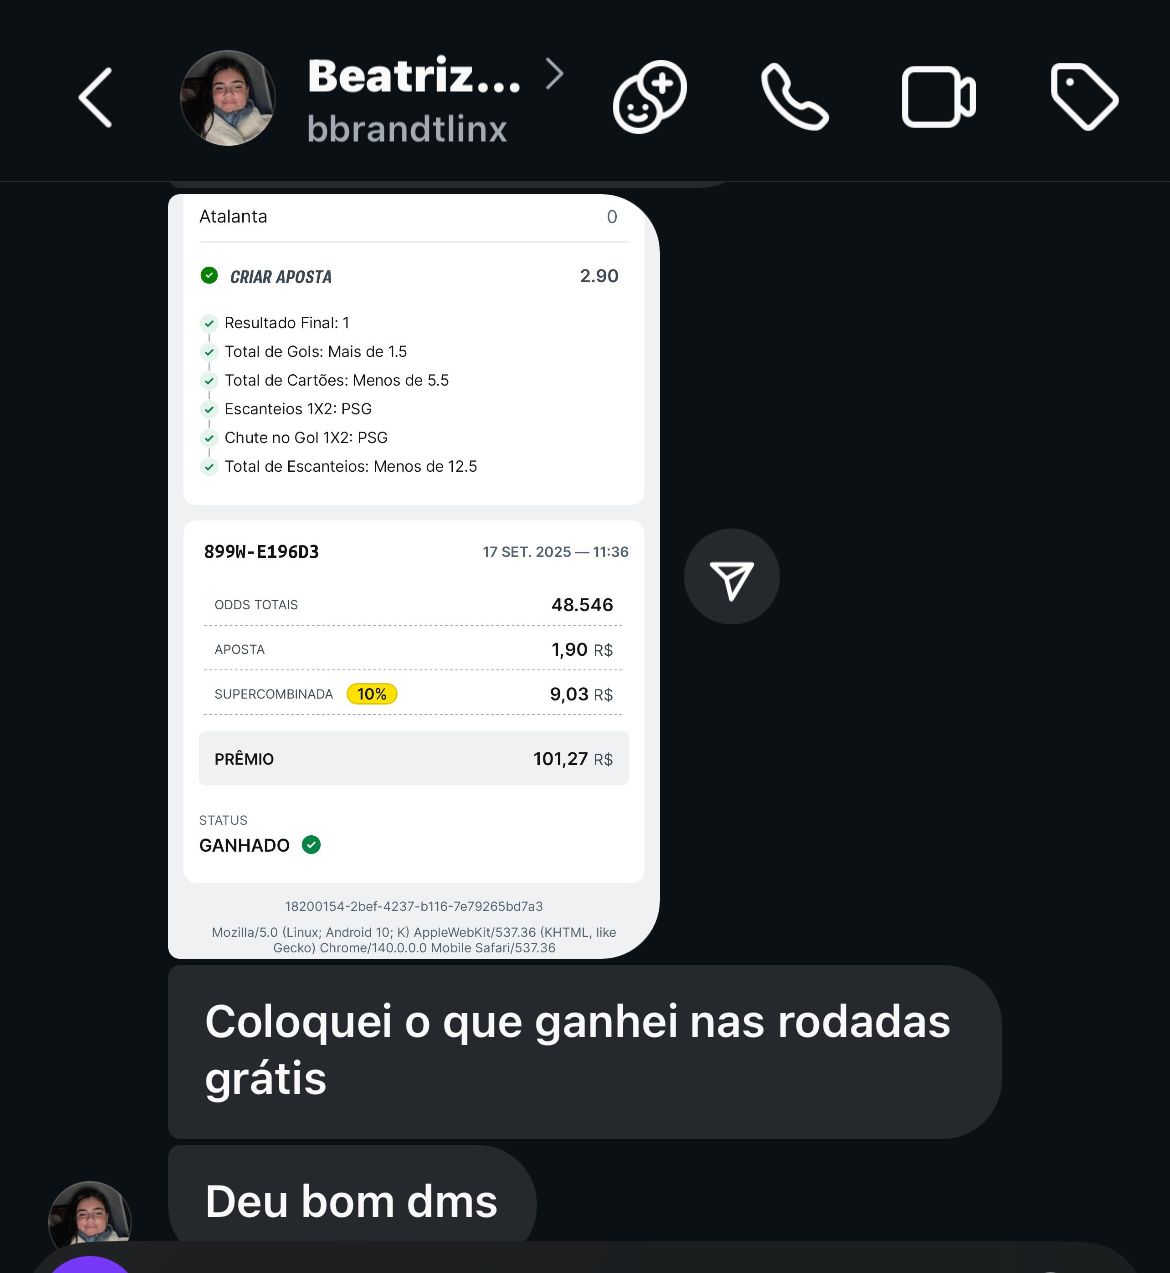 Beatriz...
bbrandtlinx
Atalanta 0
CRIAR APOSTA 2.90
Resultado Final: 1
Total de Gols: Mais de 1.5
Total de Cartões: Menos de 5.5
Escanteios 1X2: PSG
Chute no Gol 1X2: PSG
Total de Escanteios: Menos de 12.5
899W-E196D3 17 SET. 2025 — 11:36
ODDS TOTAIS 48.546
APOSTA 1,90 R$
SUPERCOMBINADA 10% 9,03 R$
PRÊMIO 101,27 R$
STATUS
GANHADO
18200154-2bef-4237-b116-7e79265bd7a3
Mozilla/5.0 (Linux; Android 10; K) AppleWebKit/537.36 (KHTML, like
Gecko) Chrome/140.0.0.0 Mobile Safari/537.36
Coloquei o que ganhei nas rodadas
grátis
Deu bom dms